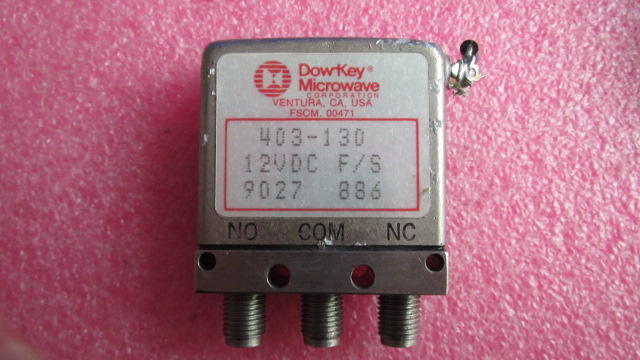 Dow-Key®
Microwave
CORPORATION
VENTURA, CA, USA
FSCM. 00471
403-130
12VDC F/S
9027 886
NO COM NC